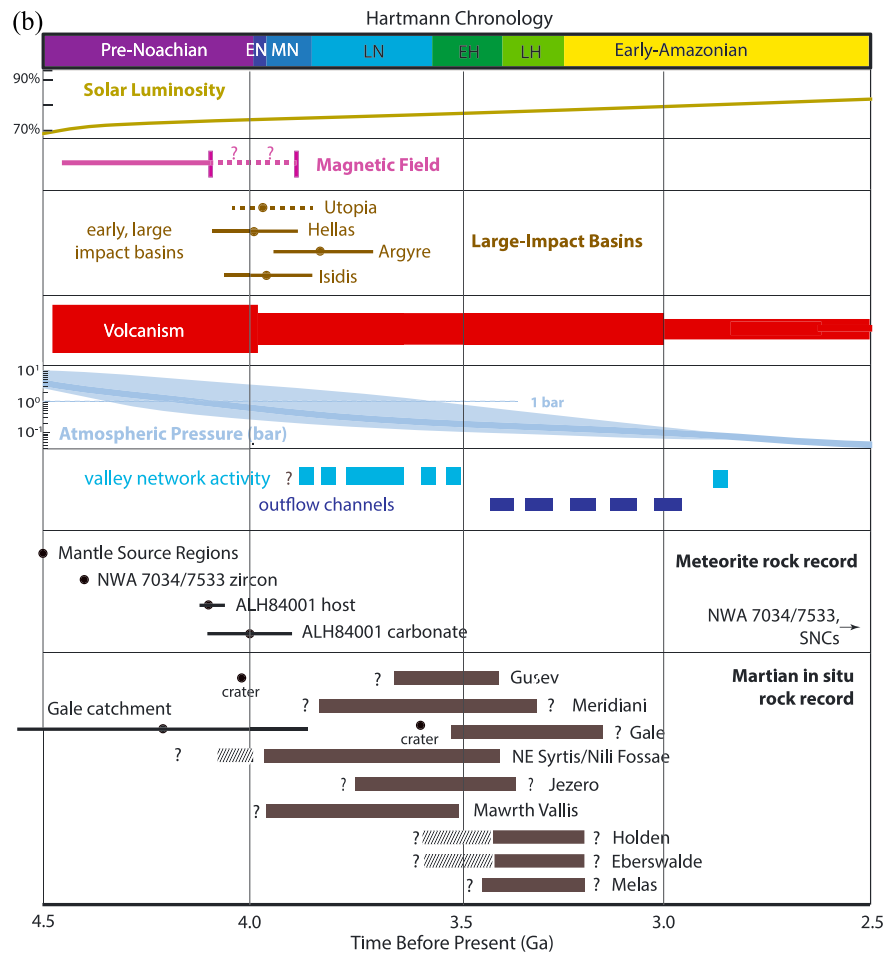 (b)
Hartmann Chronology
Pre-Noachian EN MN LN EH LH Early-Amazonian
90%
Solar Luminosity
70%
? ?
Magnetic Field
Utopia
early, large
impact basins
Hellas
Large-Impact Basins
Argyre
Isidis
Volcanism
10¹
10⁰
1 bar
10⁻¹
Atmospheric Pressure (bar)
valley network activity ?
outflow channels
Mantle Source Regions
Meteorite rock record
NWA 7034/7533 zircon
ALH84001 host
NWA 7034/7533,
SNCs
ALH84001 carbonate
Martian in situ
rock record
crater
? Gusev
Gale catchment
? ? Meridiani
crater
? Gale
? NE Syrtis/Nili Fossae
? ? Jezero
? Mawrth Vallis
? ? Holden
? ? Eberswalde
? ? Melas
4.5 4.0 3.5 3.0 2.5
Time Before Present (Ga)